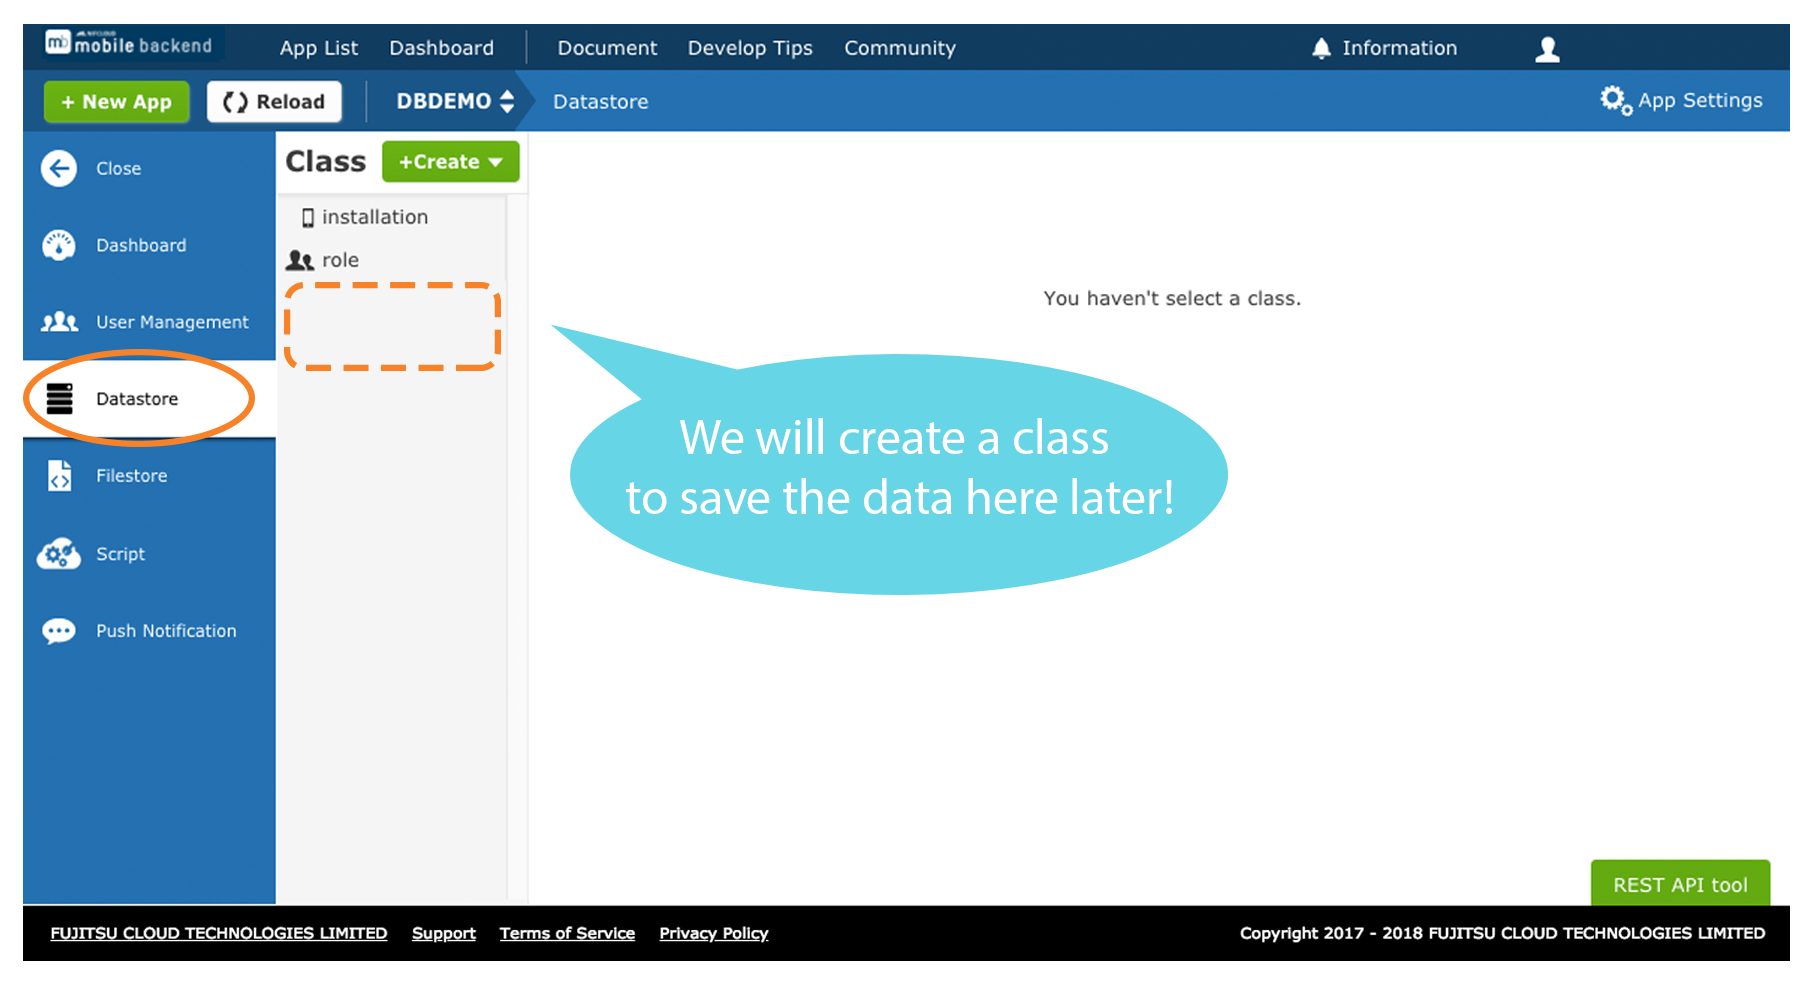 mb mobile backend App List Dashboard Document Develop Tips Community Information
+ New App Reload DBDEMO Datastore App Settings
Close
Class +Create
installation
Dashboard
role
You haven't select a class.
User Management
Datastore
We will create a class
to save the data here later!
Filestore
Script
Push Notification
REST API tool
FUJITSU CLOUD TECHNOLOGIES LIMITED Support Terms of Service Privacy Policy Copyright 2017 - 2018 FUJITSU CLOUD TECHNOLOGIES LIMITED